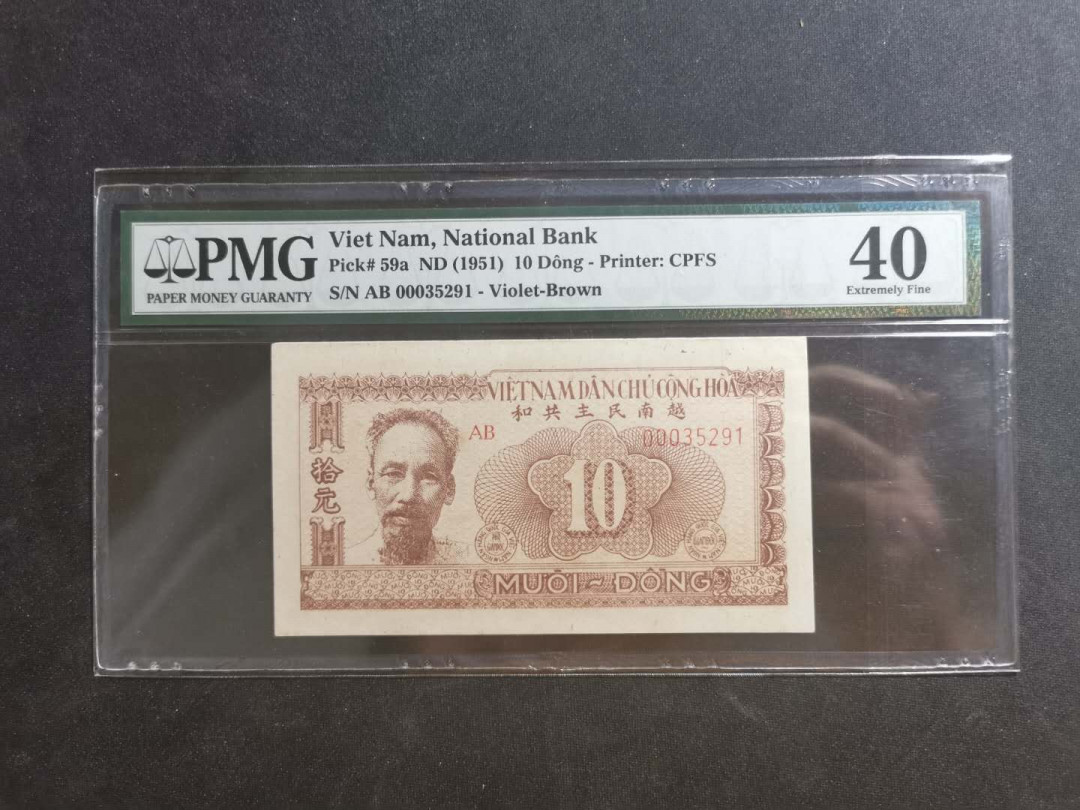 PMG
PAPER MONEY GUARANTY
Viet Nam, National Bank
Pick# 59a ND (1951) 10 Dông - Printer: CPFS
S/N AB 00035291 - Violet-Brown
40
Extremely Fine
VIỆT NAM DÂN CHỦ CỘNG HÒA
和共主民南越
AB
00035291
拾元
10
MƯỜI ~ ĐỒNG